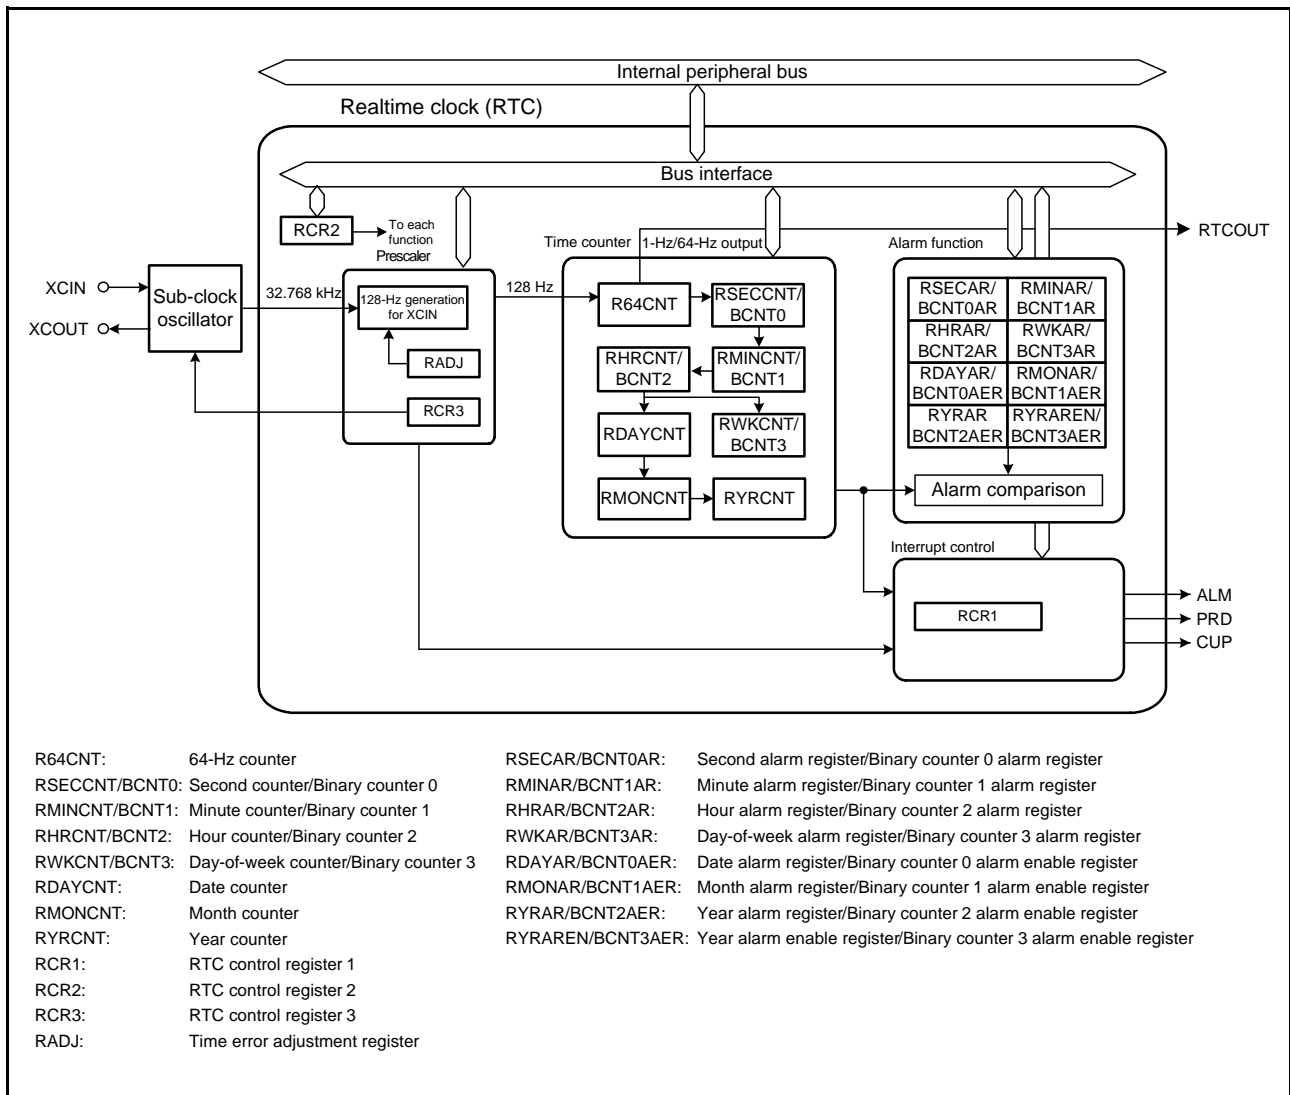 Internal peripheral bus
Realtime clock (RTC)
Bus interface
RCR2
To each
function
Prescaler
Time counter
1-Hz/64-Hz output
Alarm function
RTCOUT
XCIN
XCOUT
Sub-clock
oscillator
32.768 kHz
128-Hz generation
for XCIN
RADJ
RCR3
128 Hz
R64CNT
RSECCNT/
BCNT0
RHRCNT/
BCNT2
RMINCNT/
BCNT1
RDAYCNT
RWKCNT/
BCNT3
RMONCNT
RYRCNT
RSECAR/
BCNT0AR
RMINAR/
BCNT1AR
RHRAR/
BCNT2AR
RWKAR/
BCNT3AR
RDAYAR/
BCNT0AER
RMONAR/
BCNT1AER
RYRAR
BCNT2AER
RYRAREN/
BCNT3AER
Alarm comparison
Interrupt control
RCR1
ALM
PRD
CUP
R64CNT: 64-Hz counter
RSECCNT/BCNT0: Second counter/Binary counter 0
RMINCNT/BCNT1: Minute counter/Binary counter 1
RHRCNT/BCNT2: Hour counter/Binary counter 2
RWKCNT/BCNT3: Day-of-week counter/Binary counter 3
RDAYCNT: Date counter
RMONCNT: Month counter
RYRCNT: Year counter
RCR1: RTC control register 1
RCR2: RTC control register 2
RCR3: RTC control register 3
RADJ: Time error adjustment register
RSECAR/BCNT0AR: Second alarm register/Binary counter 0 alarm register
RMINAR/BCNT1AR: Minute alarm register/Binary counter 1 alarm register
RHRAR/BCNT2AR: Hour alarm register/Binary counter 2 alarm register
RWKAR/BCNT3AR: Day-of-week alarm register/Binary counter 3 alarm register
RDAYAR/BCNT0AER: Date alarm register/Binary counter 0 alarm enable register
RMONAR/BCNT1AER: Month alarm register/Binary counter 1 alarm enable register
RYRAR/BCNT2AER: Year alarm register/Binary counter 2 alarm enable register
RYRAREN/BCNT3AER: Year alarm enable register/Binary counter 3 alarm enable register